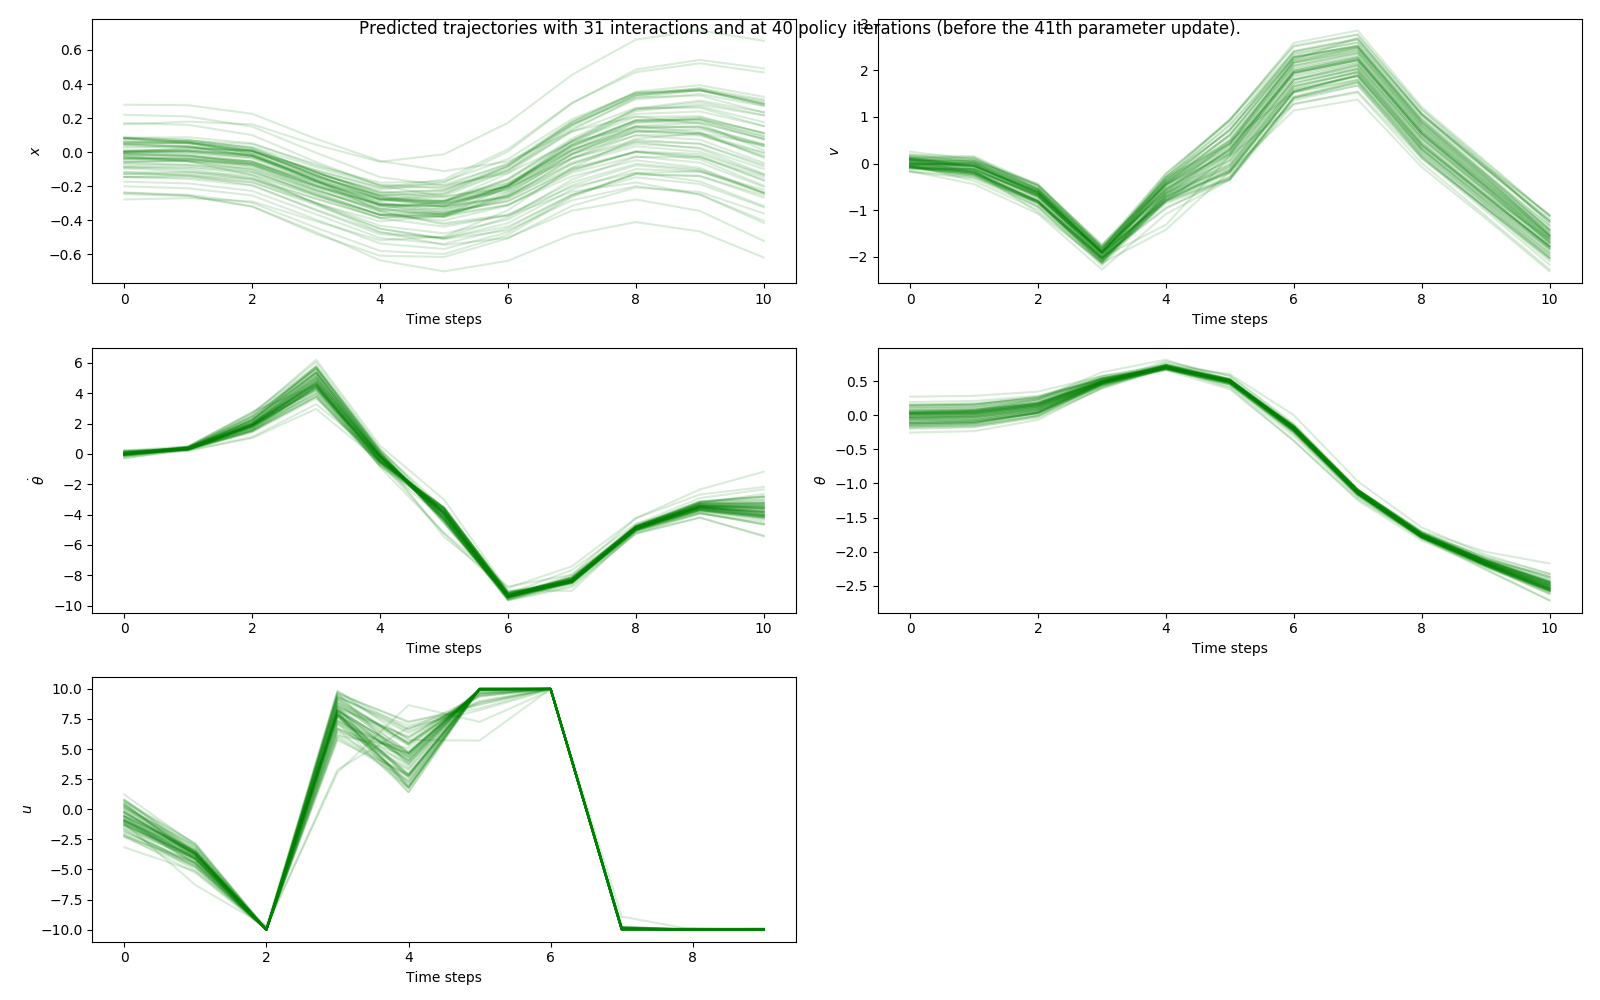 Predicted trajectories with 31 interactions and at 40 policy iterations (before the 41th parameter update).
0.6
0.4
0.2
0.0
−0.2
−0.4
−0.6
x
0 2 4 6 8 10
Time steps
3
2
1
0
−1
−2
v
0 2 4 6 8 10
Time steps
6
4
2
0
−2
−4
−6
−8
−10
θ̇
0 2 4 6 8 10
Time steps
0.5
0.0
−0.5
−1.0
−1.5
−2.0
−2.5
θ
0 2 4 6 8 10
Time steps
10.0
7.5
5.0
2.5
0.0
−2.5
−5.0
−7.5
−10.0
u
0 2 4 6 8
Time steps